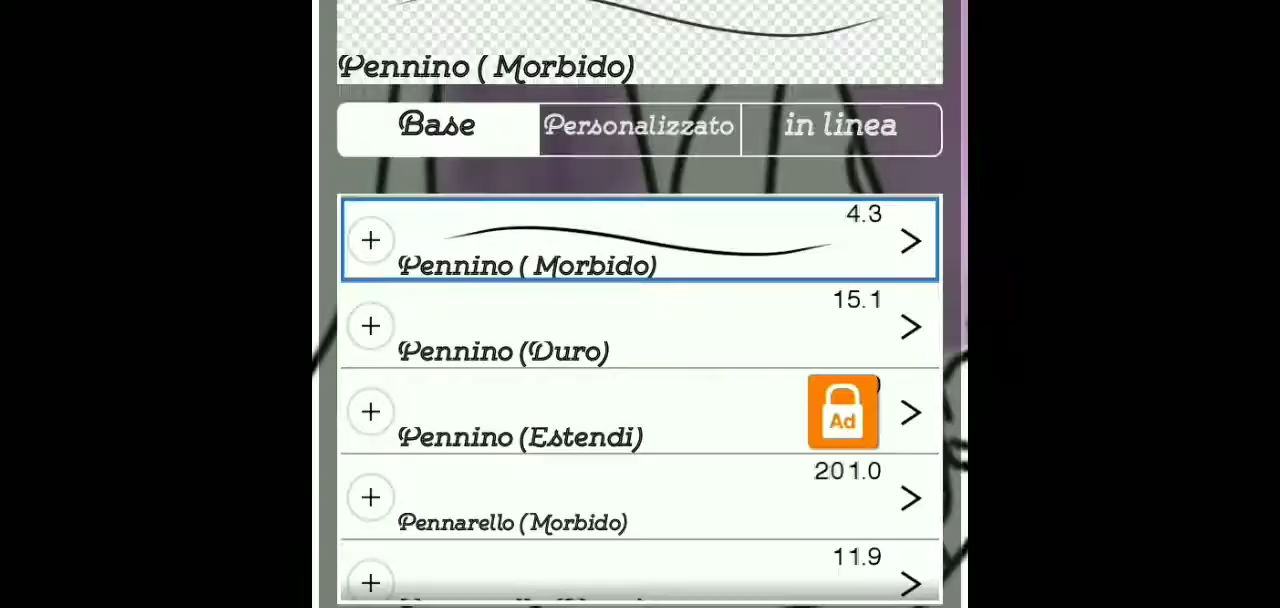 Pennino ( Morbido)
Base
Personalizzato
in linea
4.3
Pennino ( Morbido)
15.1
Pennino (Duro)
Ad
Pennino (Estendi)
201.0
Pennarello (Morbido)
11.9